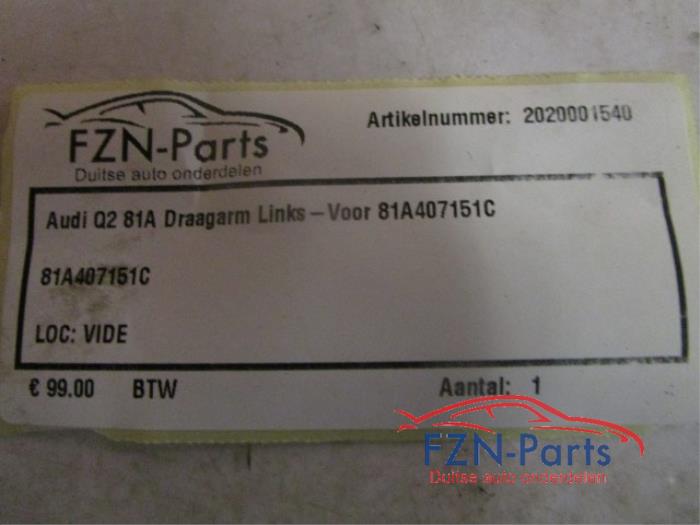 FZN-Parts
Duitse auto onderdelen
Artikelnummer: 2020001540
Audi Q2 81A Draagarm Links – Voor 81A407151C
81A407151C
LOC: VIDE
€ 99.00 BTW Aantal: 1
FZN-Parts
Duitse auto onderdelen